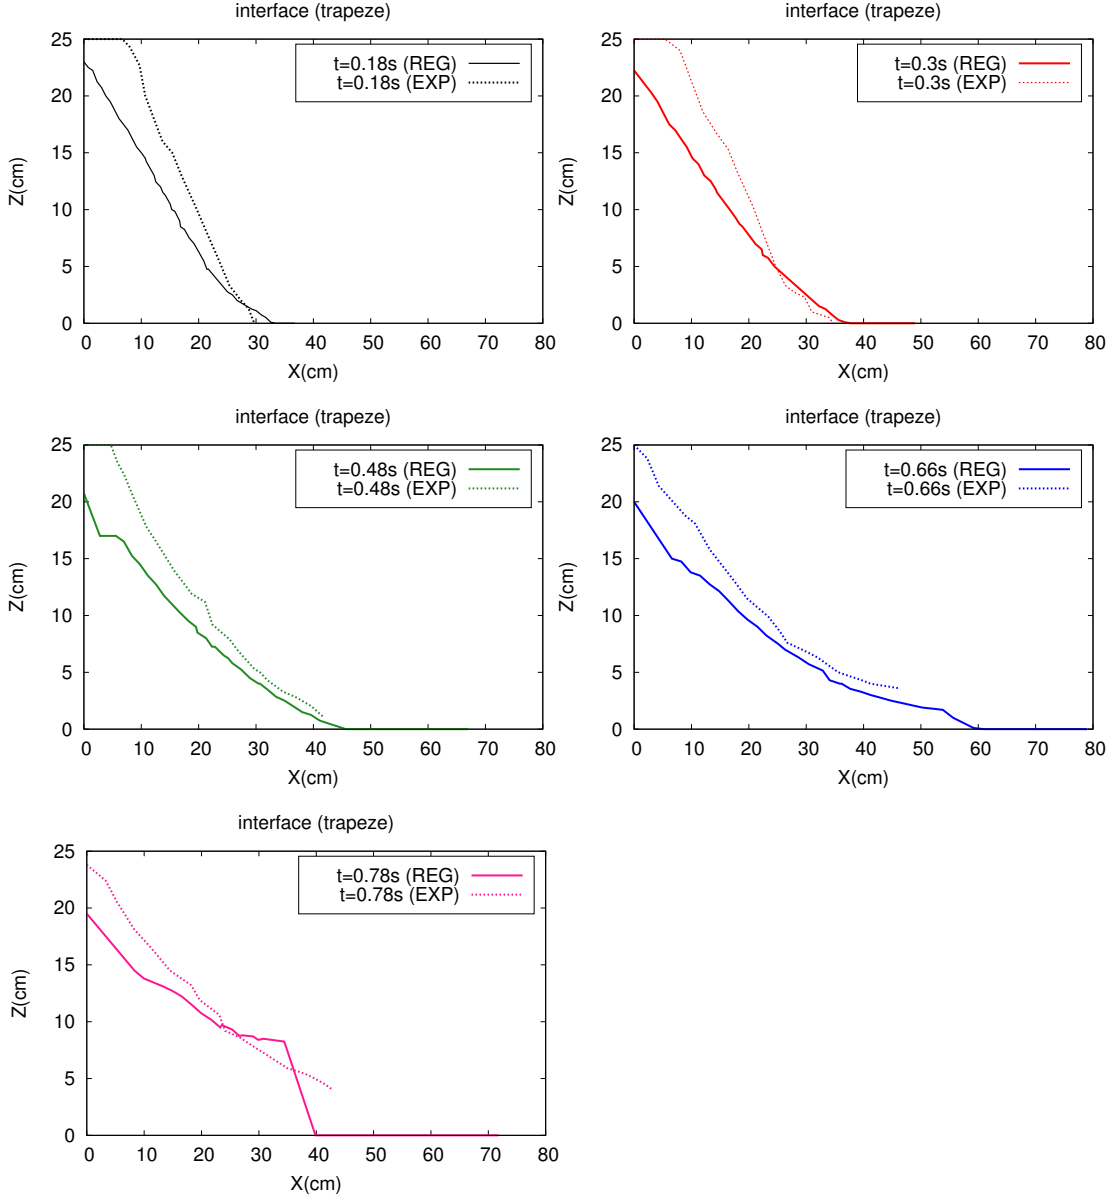 interface (trapeze)
25
20
15
10
5
0
Z(cm)
t=0.18s (REG)
t=0.18s (EXP)
0 10 20 30 40 50 60 70 80
X(cm)
interface (trapeze)
25
20
15
10
5
0
Z(cm)
t=0.3s (REG)
t=0.3s (EXP)
0 10 20 30 40 50 60 70 80
X(cm)
interface (trapeze)
25
20
15
10
5
0
Z(cm)
t=0.48s (REG)
t=0.48s (EXP)
0 10 20 30 40 50 60 70 80
X(cm)
interface (trapeze)
25
20
15
10
5
0
Z(cm)
t=0.66s (REG)
t=0.66s (EXP)
0 10 20 30 40 50 60 70 80
X(cm)
interface (trapeze)
25
20
15
10
5
0
Z(cm)
t=0.78s (REG)
t=0.78s (EXP)
0 10 20 30 40 50 60 70 80
X(cm)